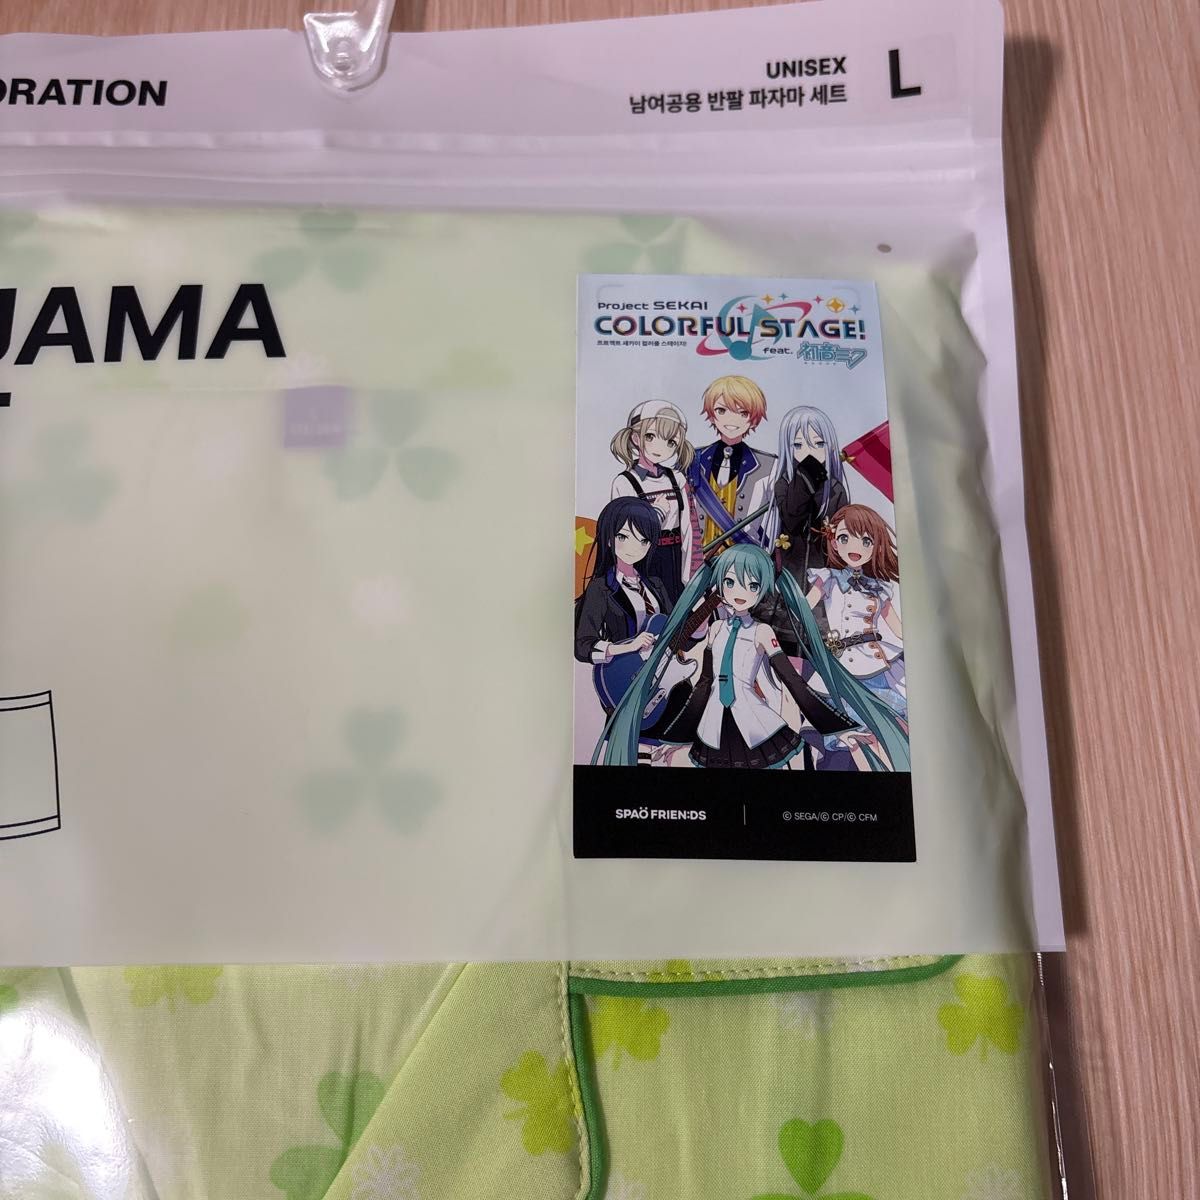 ORATION
UNISEX
남여공용 반팔 파자마 세트
L
JAMA
Project SEKAI
COLORFUL STAGE!
프로젝트 세카이 컬러풀 스테이지!
feat. 初音ミク
SPAÖ FRIEN:DS
© SEGA/© CP/© CFM